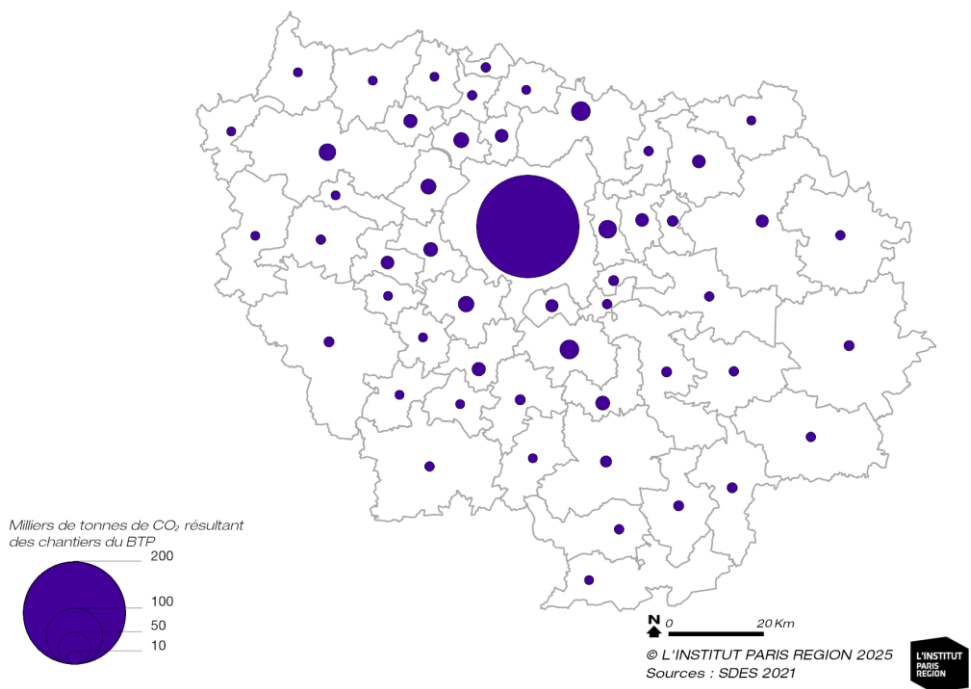 Milliers de tonnes de CO₂ résultant
des chantiers du BTP
200
100
50
10
N 0 20 Km
© L'INSTITUT PARIS REGION 2025
Sources : SDES 2021
L'INSTITUT
PARIS
REGION